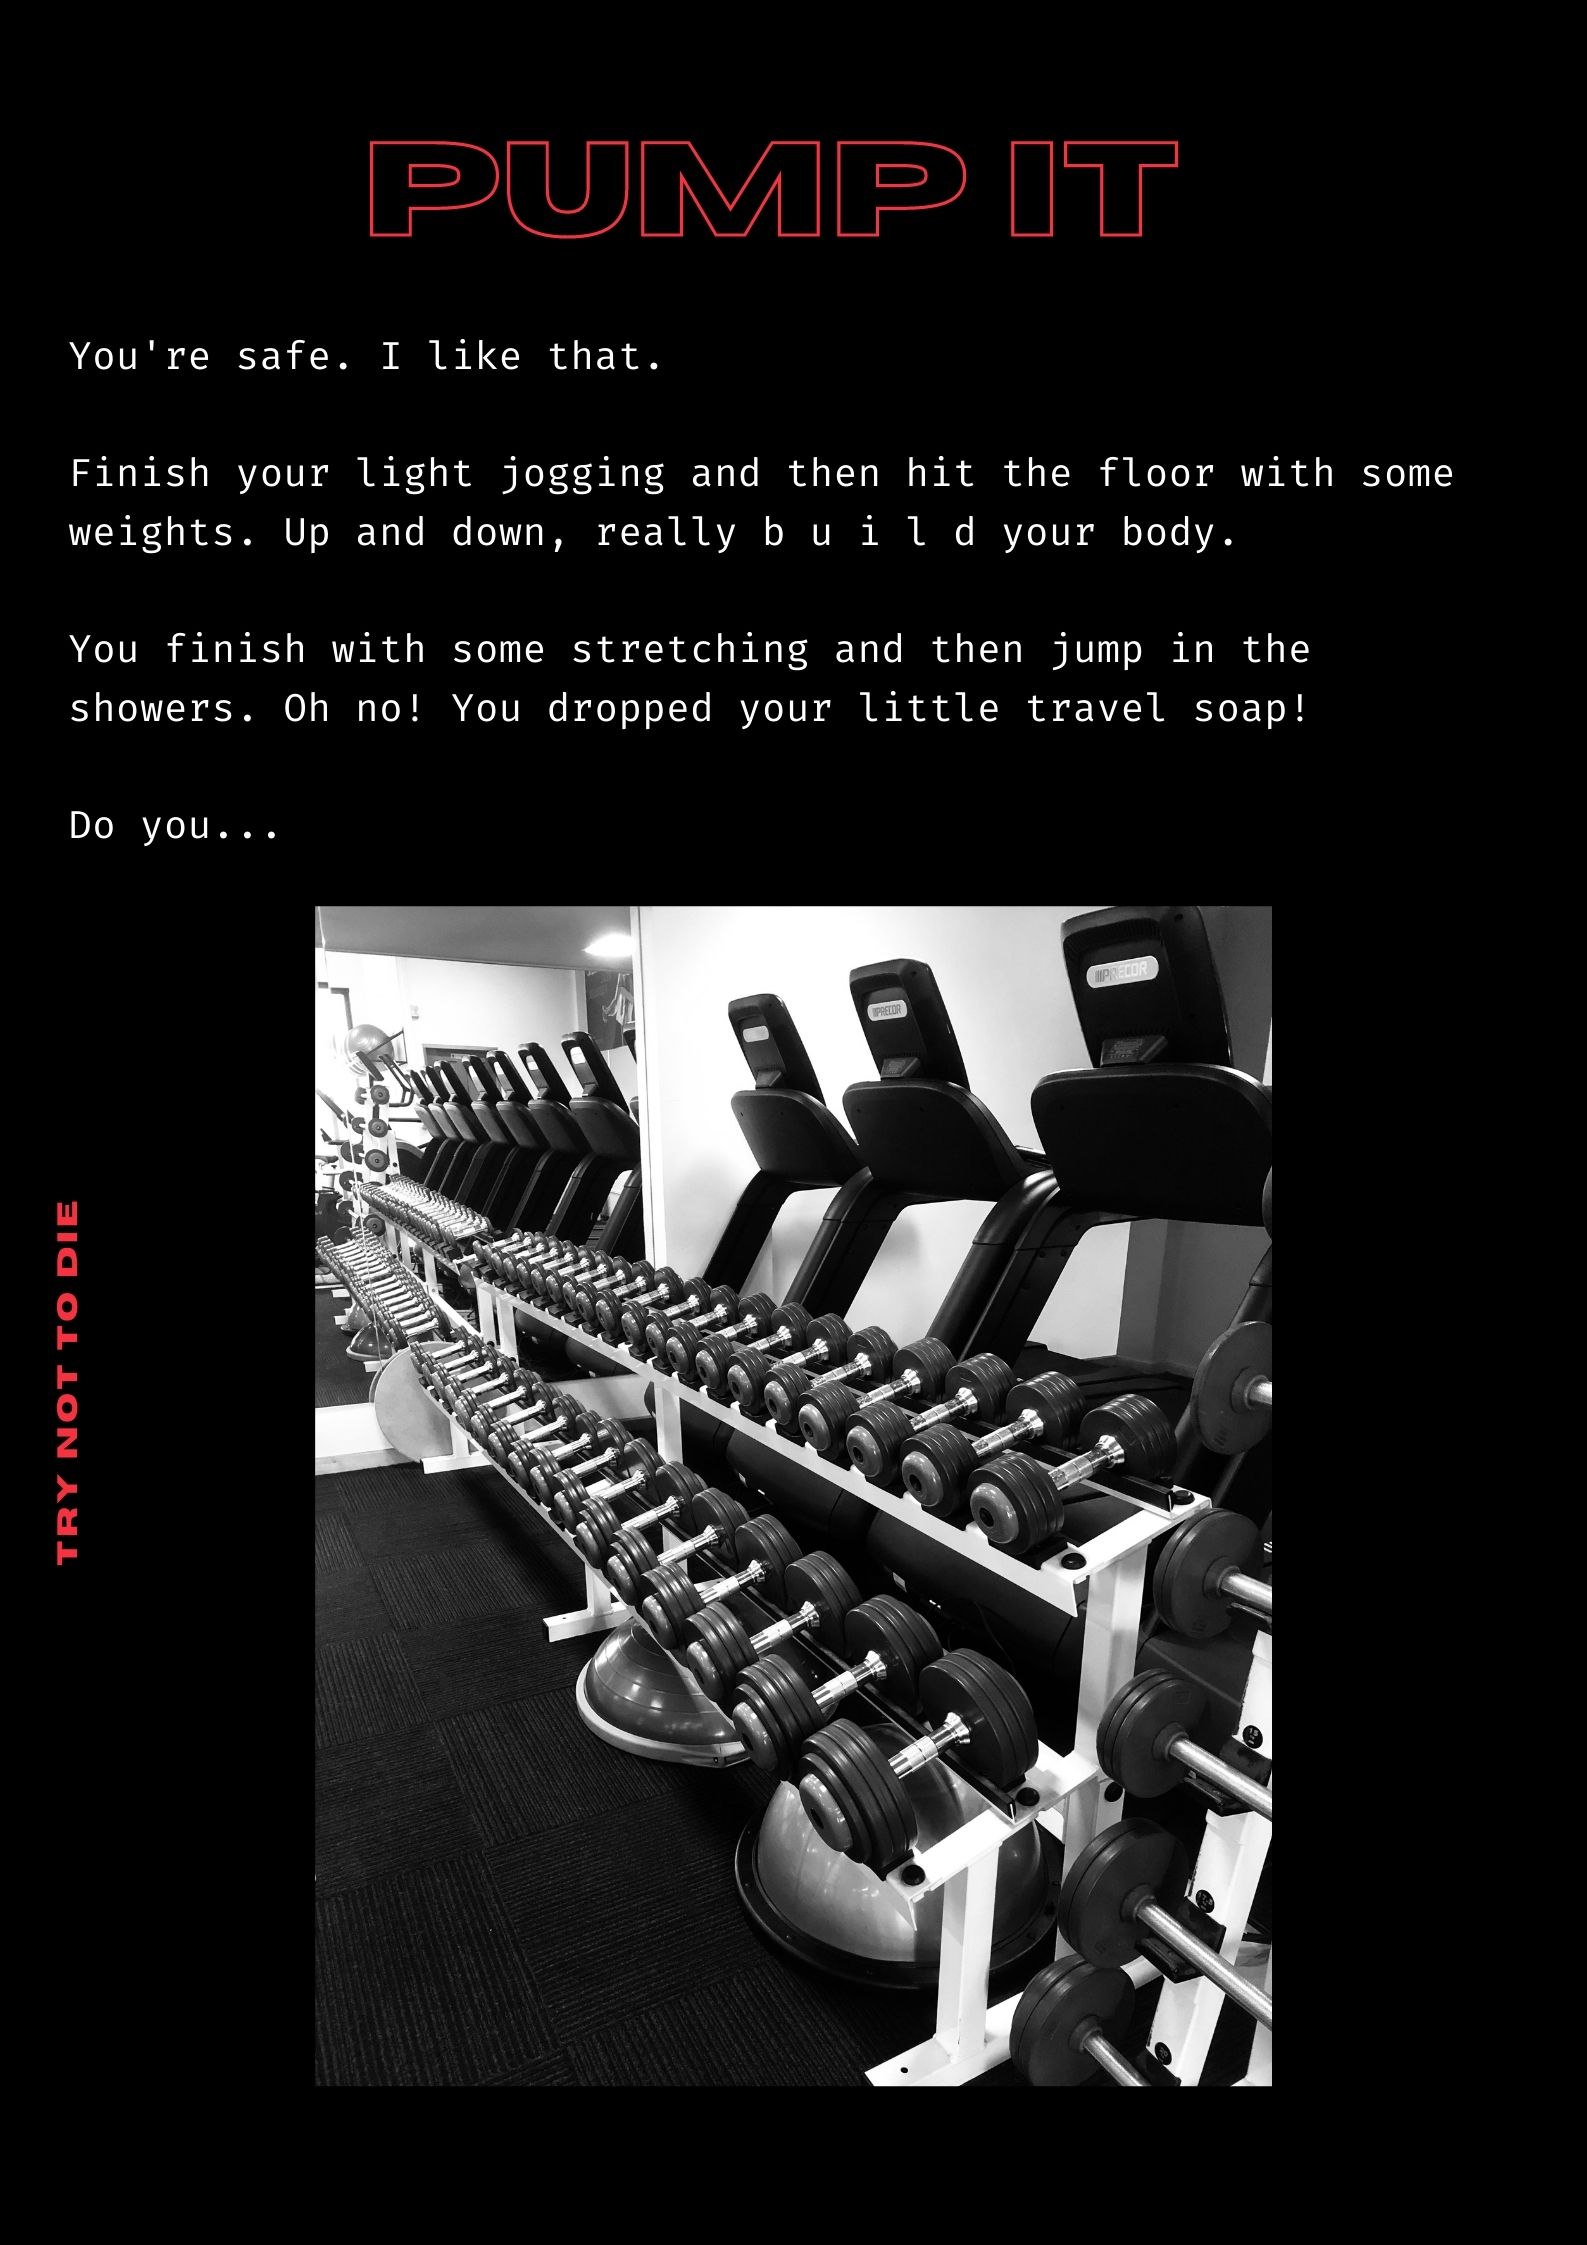 PUMP IT
You're safe. I like that.
Finish your light jogging and then hit the floor with some
weights. Up and down, really b u i l d your body.
You finish with some stretching and then jump in the
showers. Oh no! You dropped your little travel soap!
Do you...
TRY NOT TO DIE
PRECOR
PRECOR